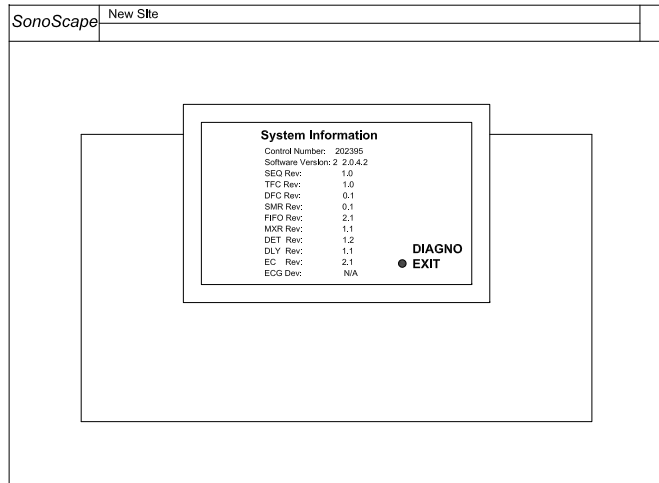 SonoScape
New Site
System Information
Control Number: 202395
Software Version: 2 2.0.4.2
SEQ Rev: 1.0
TFC Rev: 1.0
DFC Rev: 0.1
SMR Rev: 0.1
FIFO Rev: 2.1
MXR Rev: 1.1
DET Rev: 1.2
DLY Rev: 1.1
EC Rev: 2.1
ECG Dev: N/A
DIAGNO
EXIT